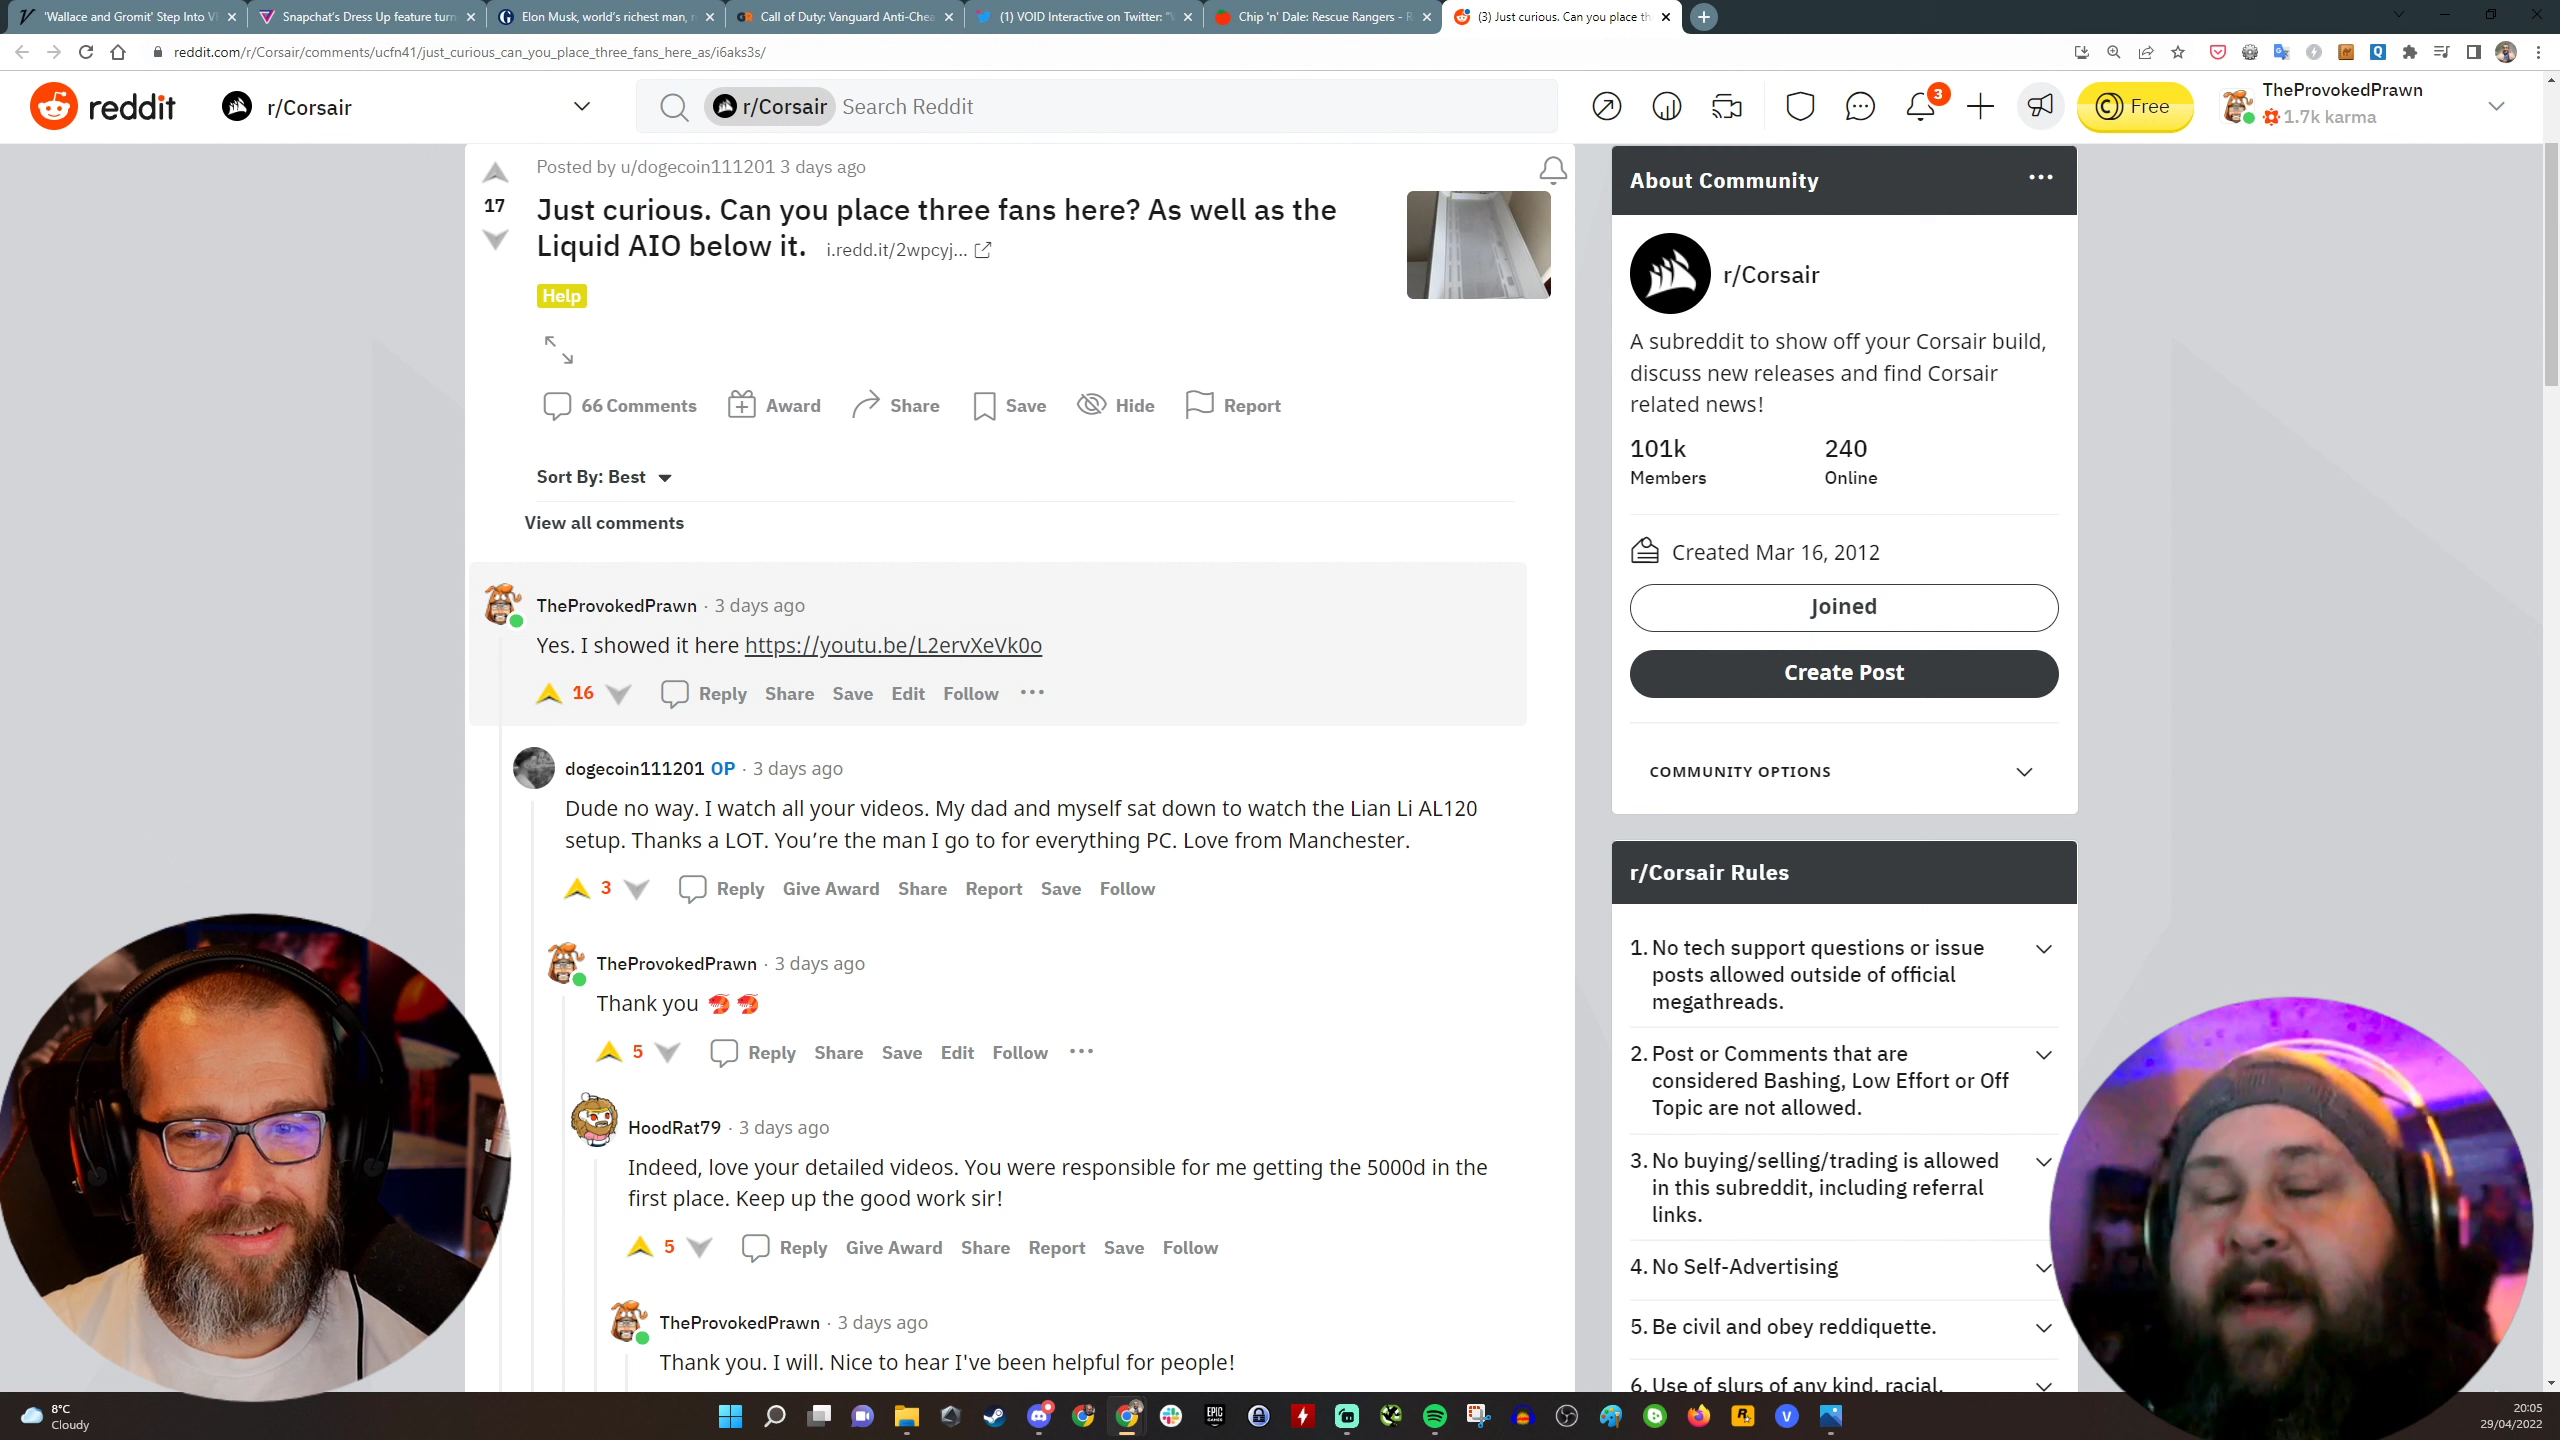 'Wallace and Gromit' Step Into V
Snapchat's Dress Up feature turn
Elon Musk, world's richest man,
Call of Duty: Vanguard Anti-Chea
(1) VOID Interactive on Twitter: "
Chip 'n' Dale: Rescue Rangers - R
(3) Just curious. Can you place th
reddit.com/r/Corsair/comments/ucfn41/just_curious_can_you_place_three_fans_here_as/i6aks3s/
reddit
r/Corsair
r/Corsair Search Reddit
3
Free
TheProvokedPrawn
1.7k karma
Posted by u/dogecoin111201 3 days ago
17
Just curious. Can you place three fans here? As well as the
Liquid AIO below it. i.redd.it/2wpcyj...
Help
66 Comments Award Share Save Hide Report
Sort By: Best
View all comments
TheProvokedPrawn · 3 days ago
Yes. I showed it here https://youtu.be/L2ervXeVk0o
16 Reply Share Save Edit Follow ...
dogecoin111201 OP · 3 days ago
Dude no way. I watch all your videos. My dad and myself sat down to watch the Lian Li AL120
setup. Thanks a LOT. You’re the man I go to for everything PC. Love from Manchester.
3 Reply Give Award Share Report Save Follow
TheProvokedPrawn · 3 days ago
Thank you 🦐🦐
5 Reply Share Save Edit Follow ...
HoodRat79 · 3 days ago
Indeed, love your detailed videos. You were responsible for me getting the 5000d in the
first place. Keep up the good work sir!
5 Reply Give Award Share Report Save Follow
TheProvokedPrawn · 3 days ago
Thank you. I will. Nice to hear I've been helpful for people!
About Community ...
r/Corsair
A subreddit to show off your Corsair build,
discuss new releases and find Corsair
related news!
101k 240
Members Online
Created Mar 16, 2012
Joined
Create Post
COMMUNITY OPTIONS
r/Corsair Rules
1. No tech support questions or issue
posts allowed outside of official
megathreads.
2. Post or Comments that are
considered Bashing, Low Effort or Off
Topic are not allowed.
3. No buying/selling/trading is allowed
in this subreddit, including referral
links.
4. No Self-Advertising
5. Be civil and obey reddiquette.
6. Use of slurs of any kind, racial,
8°C
Cloudy
EPIC GAMES
20:05
29/04/2022